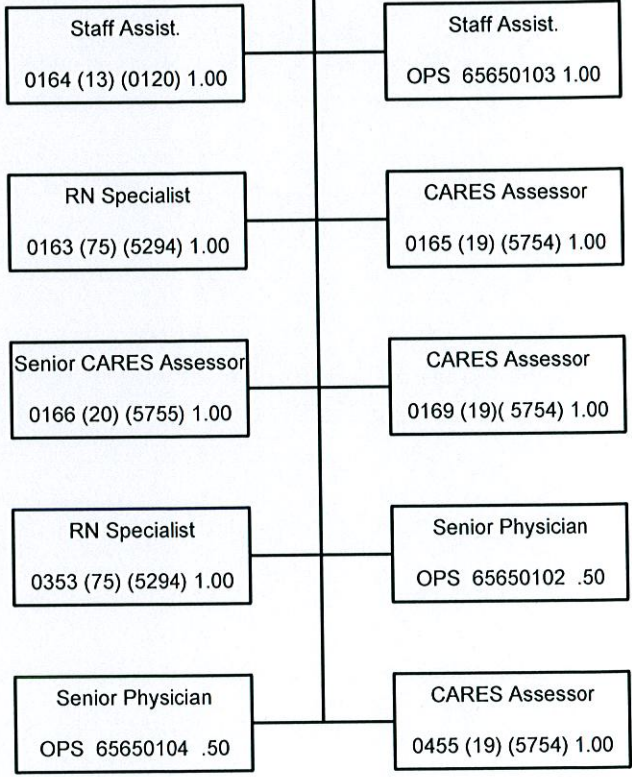 Staff Assist.
0164 (13) (0120) 1.00
Staff Assist.
OPS 65650103 1.00
RN Specialist
0163 (75) (5294) 1.00
CARES Assessor
0165 (19) (5754) 1.00
Senior CARES Assessor
0166 (20) (5755) 1.00
CARES Assessor
0169 (19)( 5754) 1.00
RN Specialist
0353 (75) (5294) 1.00
Senior Physician
OPS 65650102 .50
Senior Physician
OPS 65650104 .50
CARES Assessor
0455 (19) (5754) 1.00